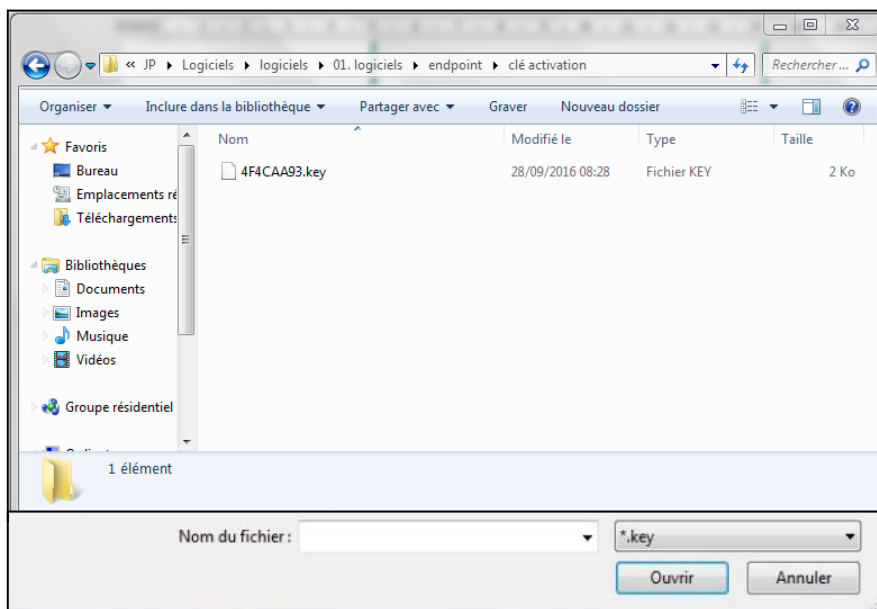 « JP ▸ Logiciels ▸ logiciels ▸ 01. logiciels ▸ endpoint ▸ clé activation
Rechercher ...
Organiser Inclure dans la bibliothèque Partager avec Graver Nouveau dossier
Nom Modifié le Type Taille
4F4CAA93.key 28/09/2016 08:28 Fichier KEY 2 Ko
Favoris
Bureau
Emplacements ré
Téléchargements
Bibliothèques
Documents
Images
Musique
Vidéos
Groupe résidentiel
1 élément
Nom du fichier : *.key
Ouvrir Annuler